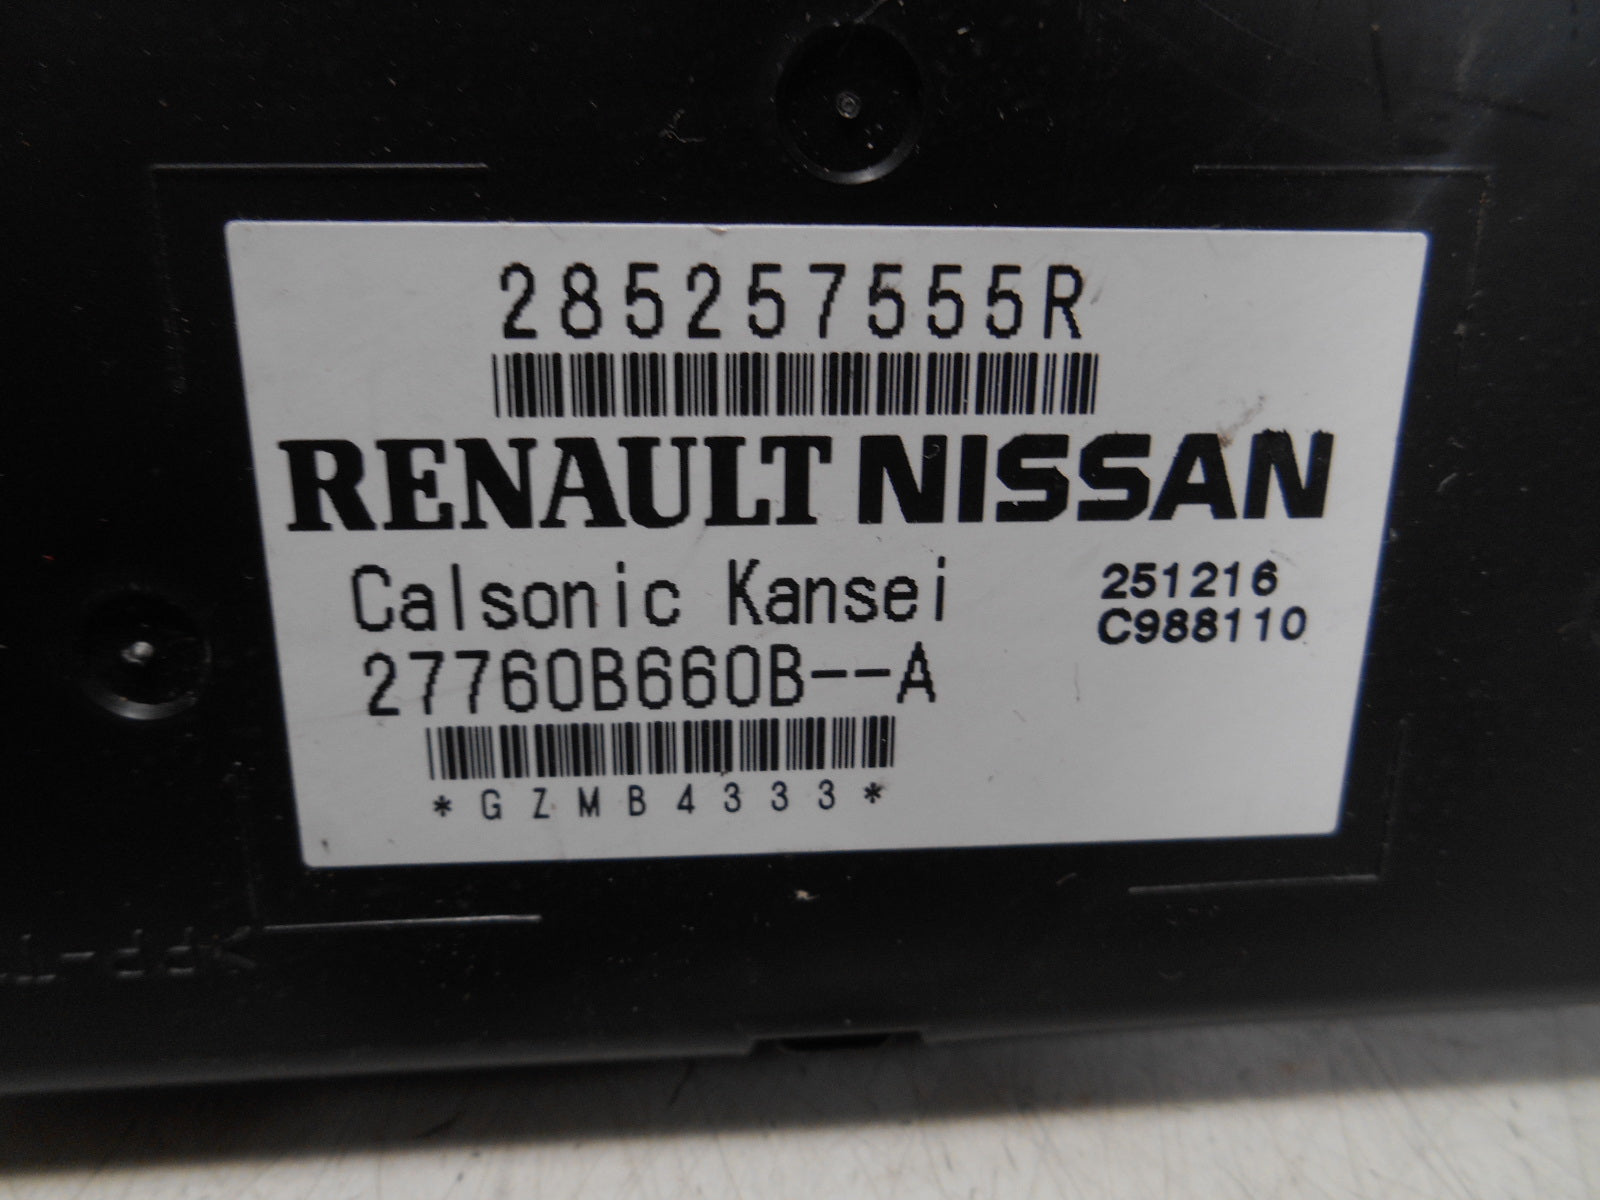 285257555R
RENAULT NISSAN
Calsonic Kansei
251216
C988110
27760B660B--A
*GZMB4333*